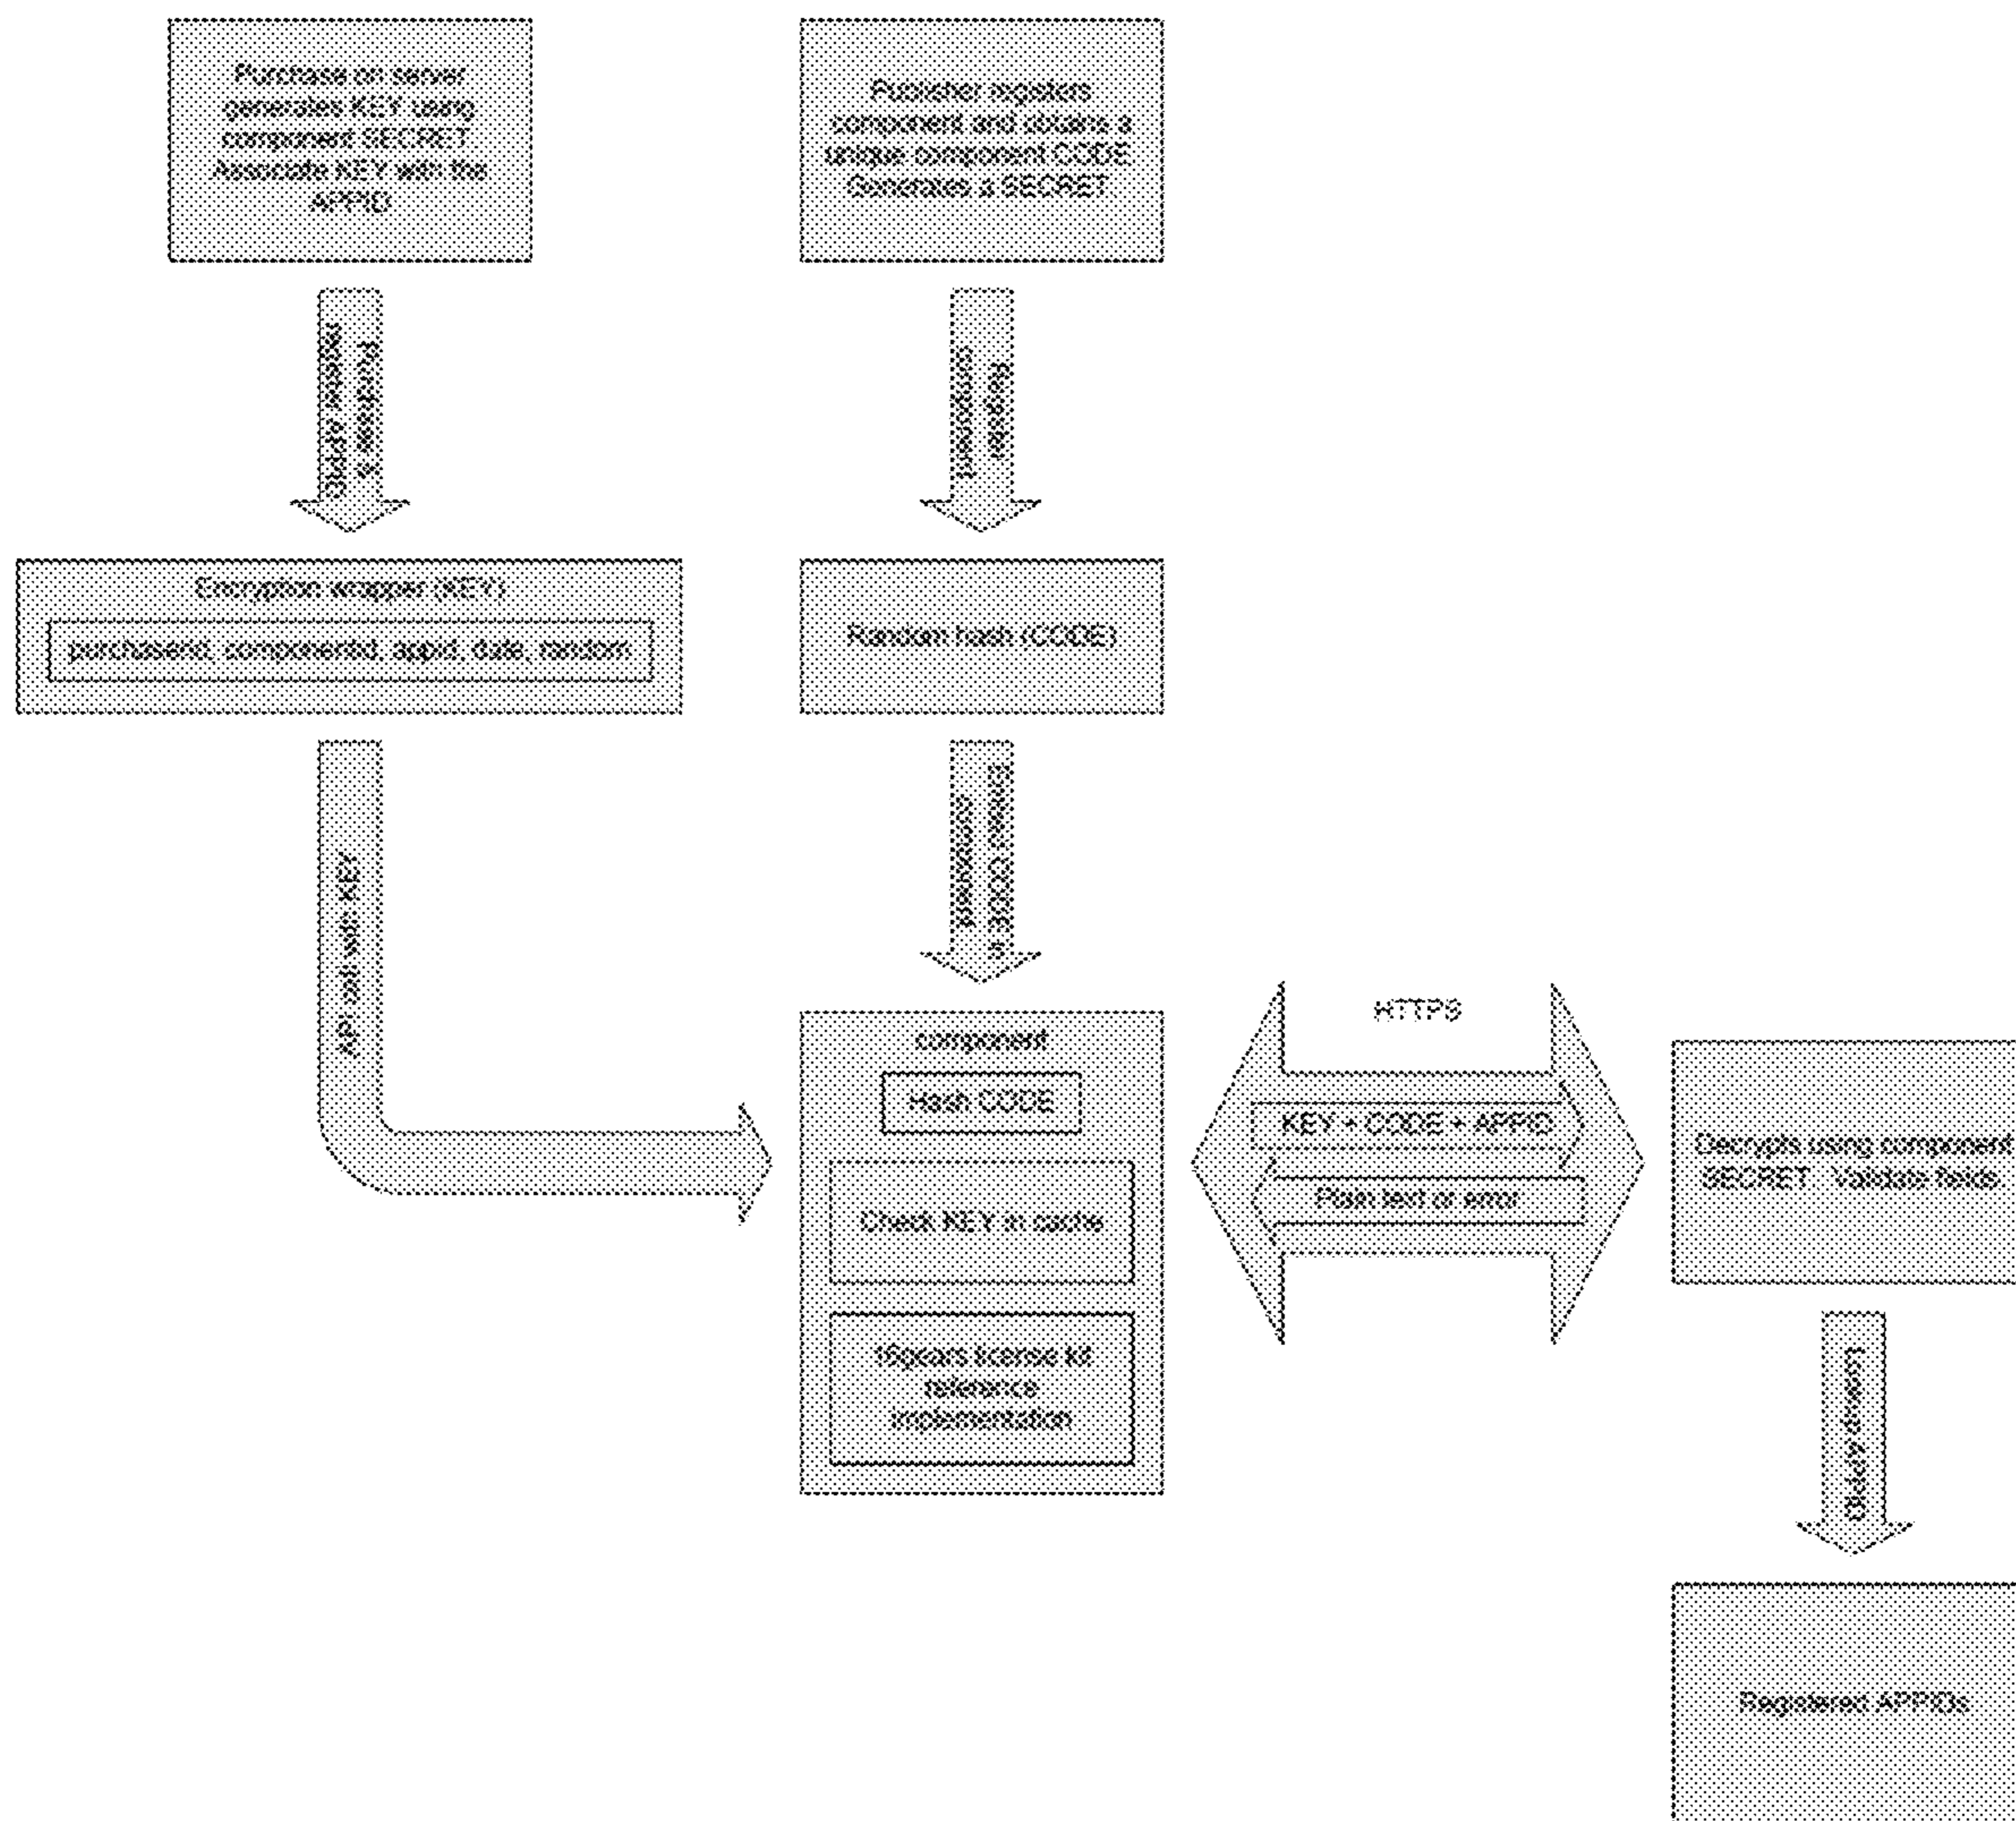 Purchase on server
generates KEY using
component SECRET
Associate KEY with the
APPID
Publisher registers
component and obtains a
unique component CODE
Generates a SECRET
component
Encryption wrapper (KEY)
purchaseid, componentid, appid, date, random
Random hash (CODE)
API call with KEY
component
Hash CODE
Check KEY in cache
license kit
reference
implementation
HTTPS
KEY + CODE + APPID
Plain text or error
Decrypts using component
SECRET Validate fields
Registered APPIDs